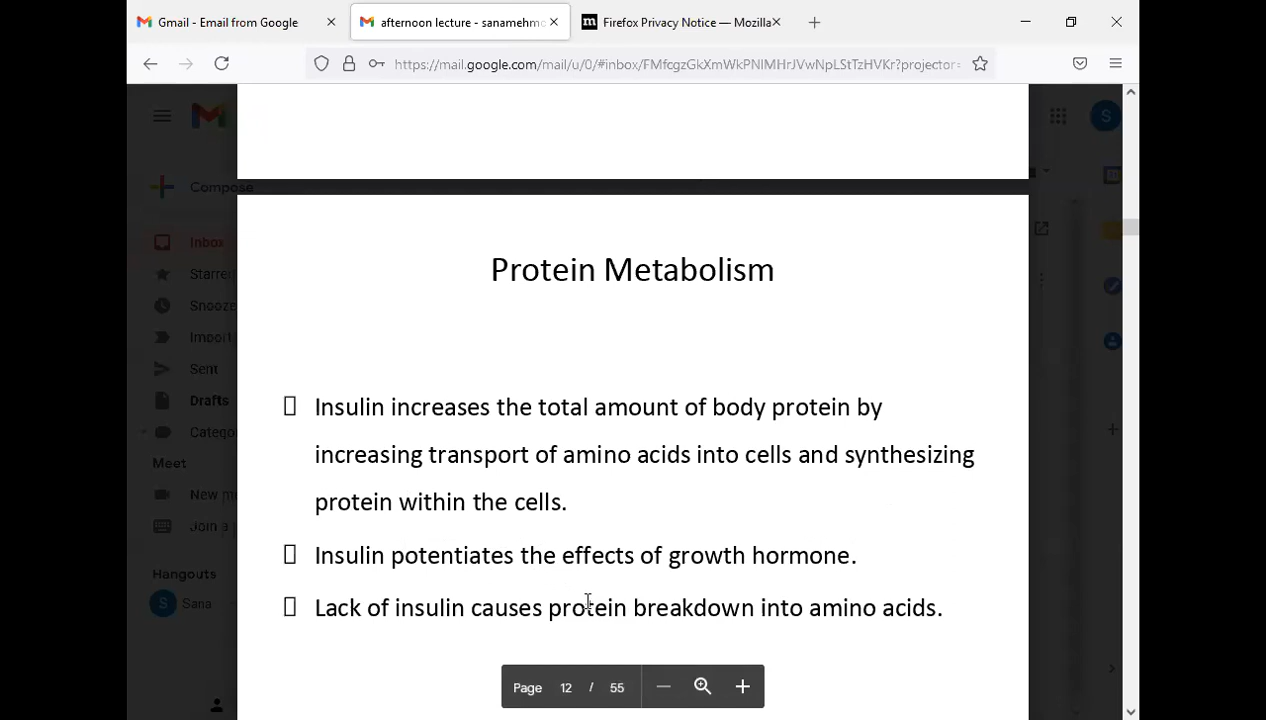 Gmail - Email from Google
afternoon lecture - sanamehmo
Firefox Privacy Notice — Mozilla
https://mail.google.com/mail/u/0/#inbox/FMfcgzGkXmWkPNlMHrJVwNpLStTzHVKr?projector=
S
Compose
Inbox
Starre
Snooze
Import
Sent
Drafts
Catego
Meet
New m
Join a
Hangouts
S Sana
Protein Metabolism
Insulin increases the total amount of body protein by
increasing transport of amino acids into cells and synthesizing
protein within the cells.
Insulin potentiates the effects of growth hormone.
Lack of insulin causes protein breakdown into amino acids.
Page 12 / 55